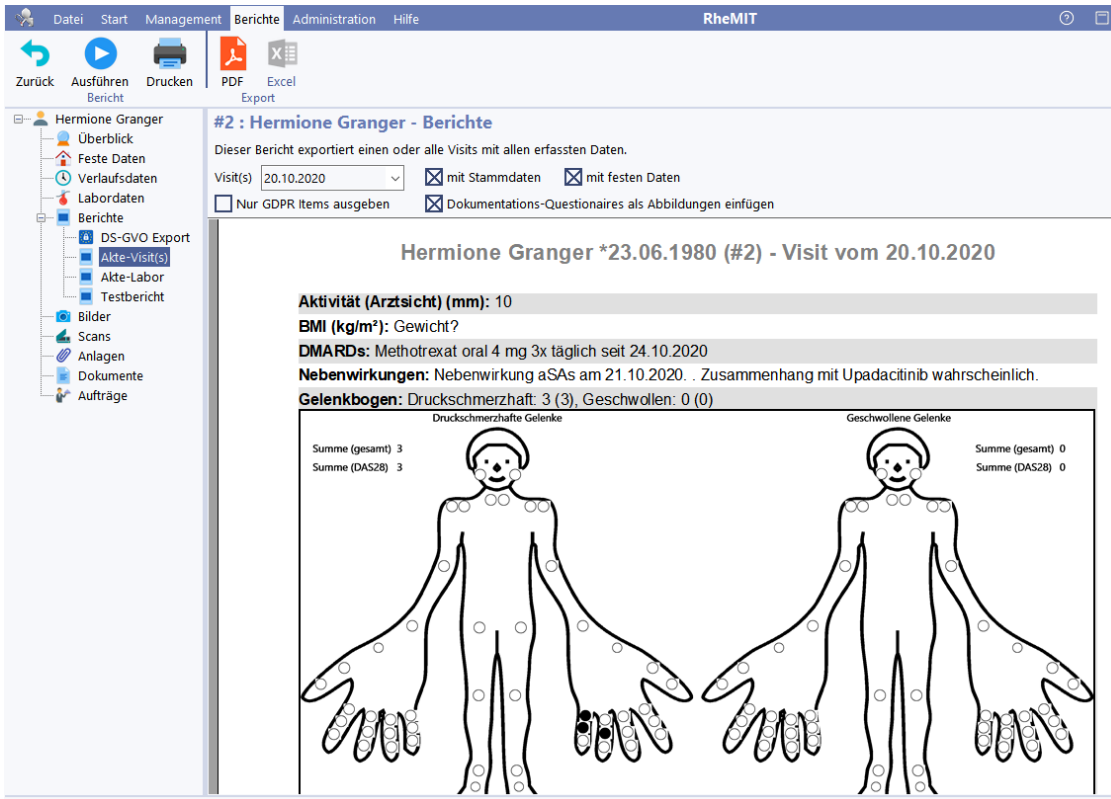 Datei Start Management Berichte Administration Hilfe RheMIT
Zurück Ausführen Drucken PDF Excel
Bericht Export
Hermione Granger
Überblick
Feste Daten
Verlaufsdaten
Labordaten
Berichte
DS-GVO Export
Akte-Visit(s)
Akte-Labor
Testbericht
Bilder
Scans
Anlagen
Dokumente
Aufträge
#2 : Hermione Granger - Berichte
Dieser Bericht exportiert einen oder alle Visits mit allen erfassten Daten.
Visit(s) 20.10.2020 mit Stammdaten mit festen Daten
Nur GDPR Items ausgeben Dokumentations-Questionaires als Abbildungen einfügen
Hermione Granger *23.06.1980 (#2) - Visit vom 20.10.2020
Aktivität (Arztsicht) (mm): 10
BMI (kg/m²): Gewicht?
DMARDs: Methotrexat oral 4 mg 3x täglich seit 24.10.2020
Nebenwirkungen: Nebenwirkung aSAs am 21.10.2020. . Zusammenhang mit Upadacitinib wahrscheinlich.
Gelenkbogen: Druckschmerzhaft: 3 (3), Geschwollen: 0 (0)
Druckschmerzhafte Gelenke
Summe (gesamt) 3
Summe (DAS28) 3
Geschwollene Gelenke
Summe (gesamt) 0
Summe (DAS28) 0